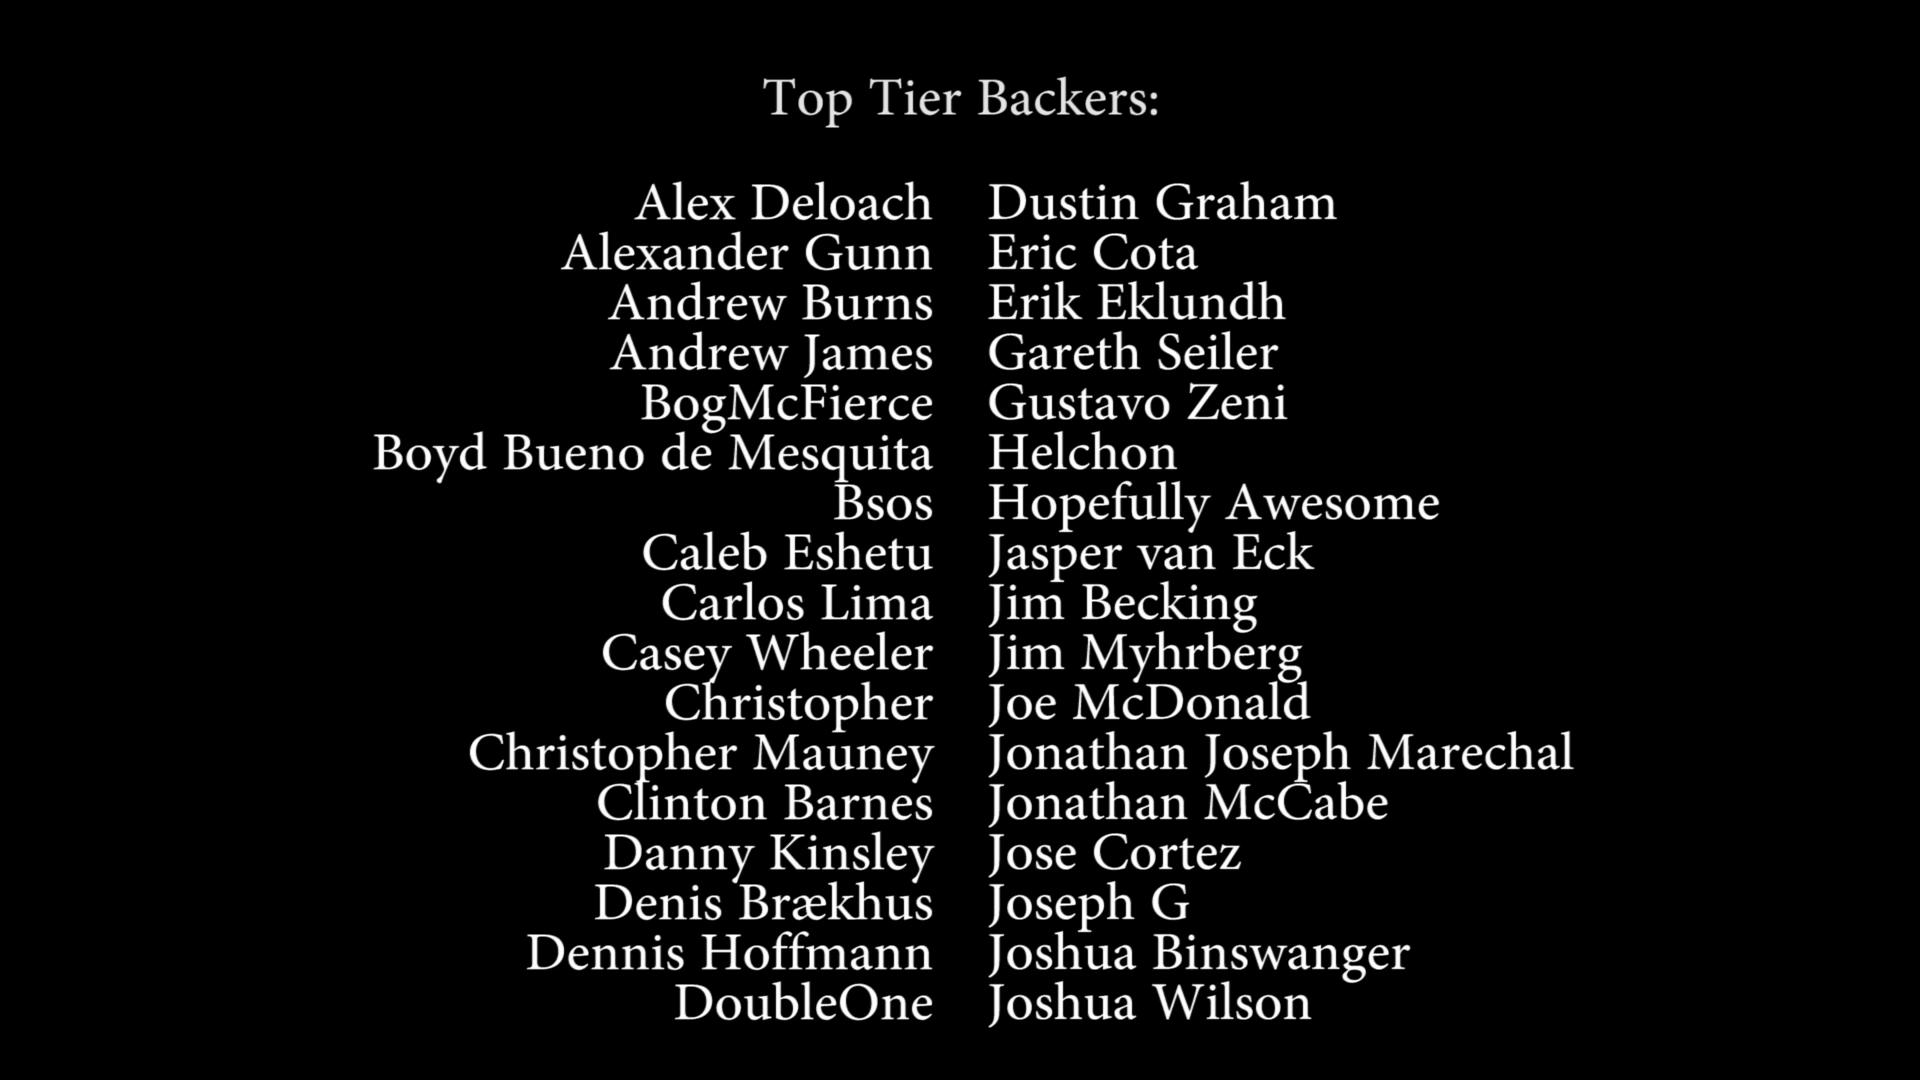 Top Tier Backers:
Alex Deloach
Alexander Gunn
Andrew Burns
Andrew James
BogMcFierce
Boyd Bueno de Mesquita
Bsos
Caleb Eshetu
Carlos Lima
Casey Wheeler
Christopher
Christopher Mauney
Clinton Barnes
Danny Kinsley
Denis Brækhus
Dennis Hoffmann
DoubleOne
Dustin Graham
Eric Cota
Erik Eklundh
Gareth Seiler
Gustavo Zeni
Helchon
Hopefully Awesome
Jasper van Eck
Jim Becking
Jim Myhrberg
Joe McDonald
Jonathan Joseph Marechal
Jonathan McCabe
Jose Cortez
Joseph G
Joshua Binswanger
Joshua Wilson